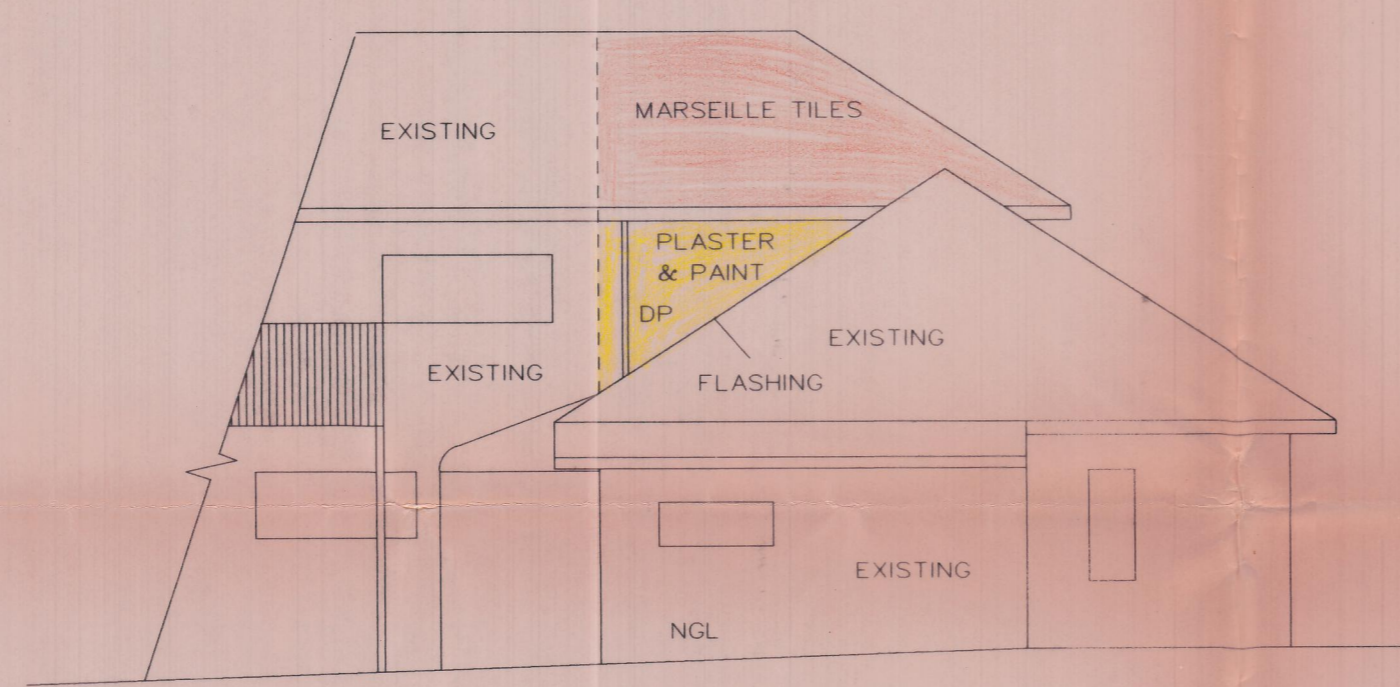 EXISTING
MARSEILLE TILES
PLASTER
& PAINT
DP
EXISTING
EXISTING
FLASHING
EXISTING
NGL